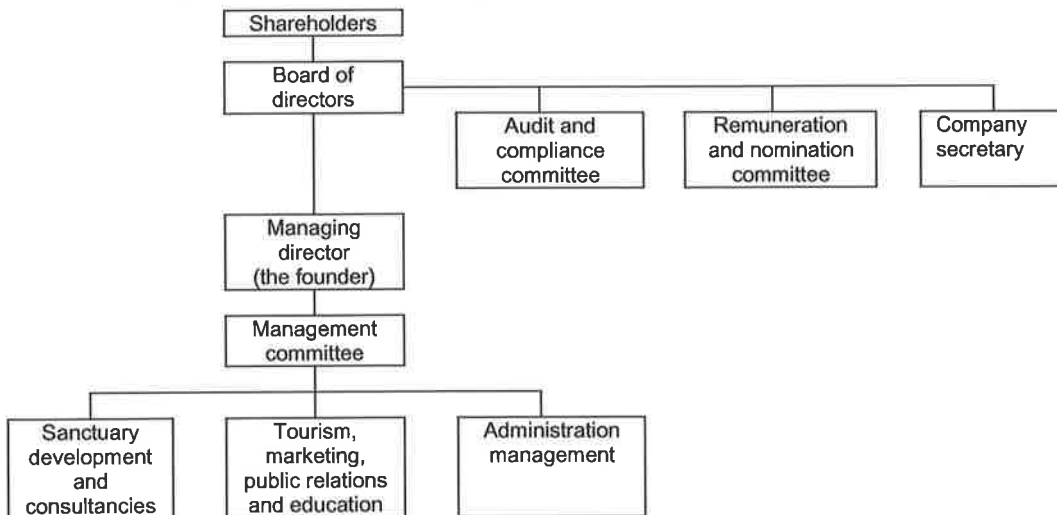 Shareholders
Board of
directors
Audit and
compliance
committee
Remuneration
and nomination
committee
Company
secretary
Managing
director
(the founder)
Management
committee
Sanctuary
development
and
consultancies
Tourism,
marketing,
public relations
and education
Administration
management